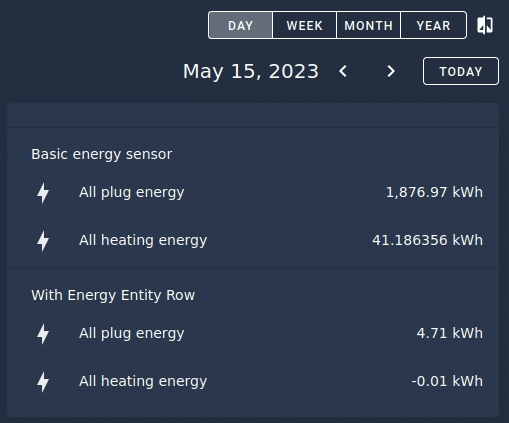 DAY WEEK MONTH YEAR
May 15, 2023 TODAY
Basic energy sensor
All plug energy 1,876.97 kWh
All heating energy 41.186356 kWh
With Energy Entity Row
All plug energy 4.71 kWh
All heating energy -0.01 kWh